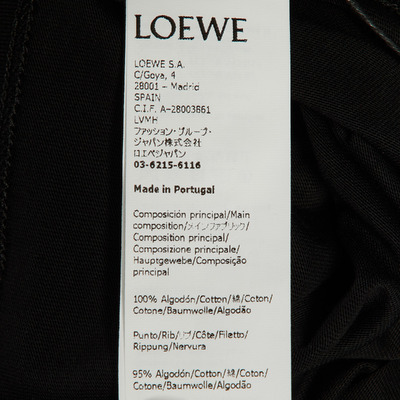 LOEWE
LOEWE S.A.
C/Goya, 4
28001 - Madrid
SPAIN
C.I.F. A-28003861
LVMH
ファッション・グループ・
ジャパン株式会社
ロエベジャパン
03-6215-6116
Made in Portugal
Composición principal/Main
composition/メインファブリック/
Composition principal/
Composizione principale/
Hauptgewebe/Composição
principal
100% Algodón/Cotton/綿/Coton/
Cotone/Baumwolle/Algodão
Punto/Rib/リブ/Côte/Filetto/
Rippung/Nervura
95% Algodón/Cotton/綿/Coton/
Cotone/Baumwolle/Algodão